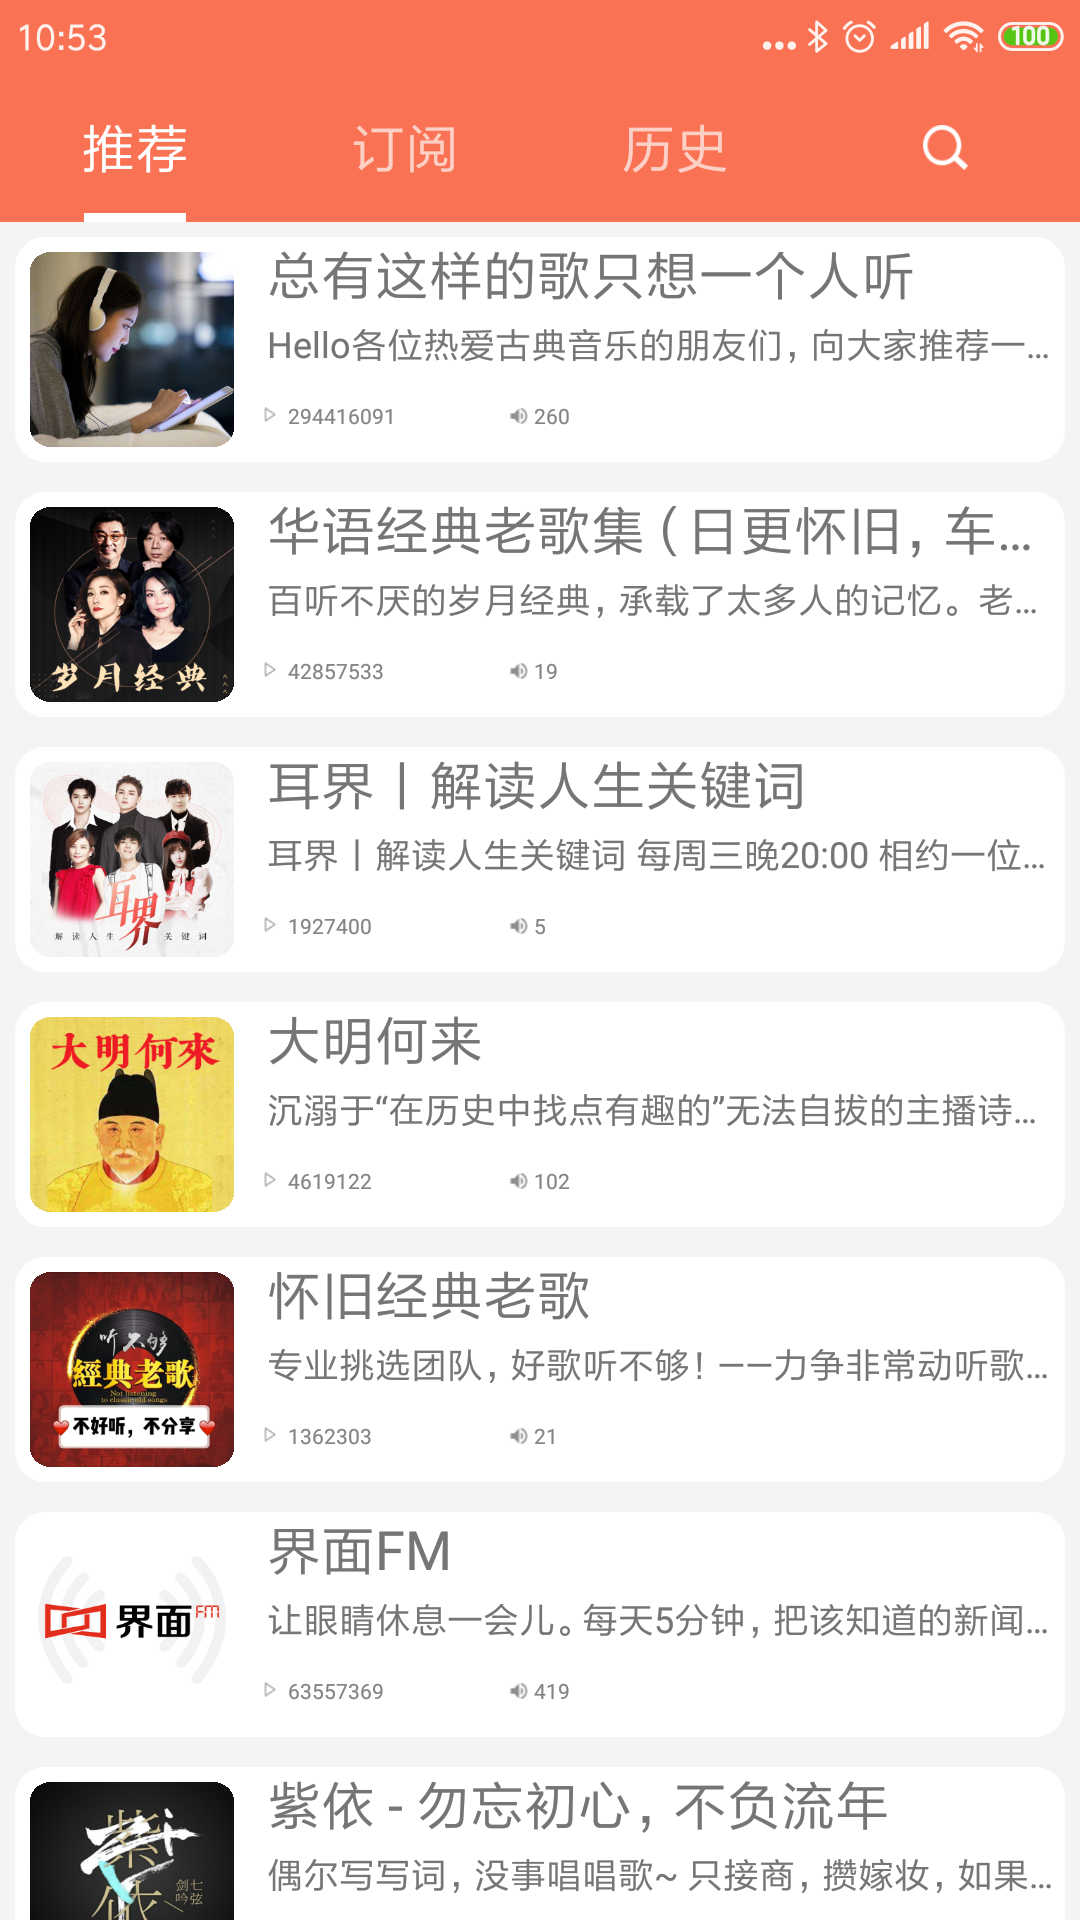 10:53
100
推荐
订阅
历史
总有这样的歌只想一个人听
Hello各位热爱古典音乐的朋友们，向大家推荐一...
294416091
260
岁月经典
华语经典老歌集（日更怀旧，车...
百听不厌的岁月经典，承载了太多人的记忆。老...
42857533
19
耳界
解读人生关键词
耳界丨解读人生关键词
耳界丨解读人生关键词 每周三晚20:00 相约一位...
1927400
5
大明何來
大明何来
沉溺于“在历史中找点有趣的”无法自拔的主播诗...
4619122
102
听不够
經典老歌
Not listening
to classic old songs
不好听，不分享
怀旧经典老歌
专业挑选团队，好歌听不够！——力争非常动听歌...
1362303
21
界面FM
界面FM
让眼睛休息一会儿。每天5分钟，把该知道的新闻...
63557369
419
紫依
七弦
剑吟
紫依 - 勿忘初心，不负流年
偶尔写写词，没事唱唱歌~ 只接商，攒嫁妆，如果...